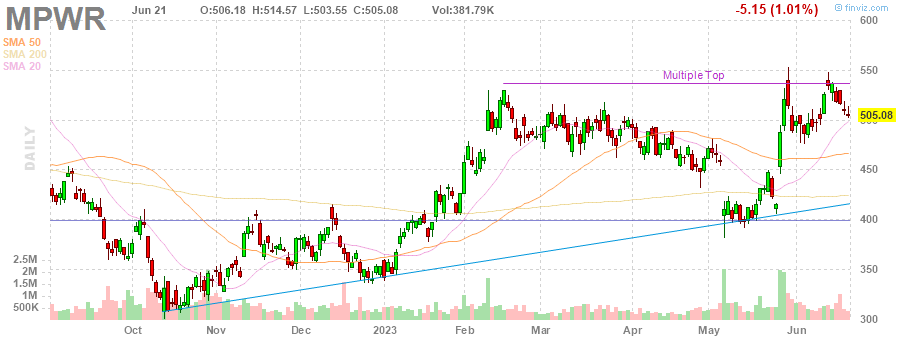 MPWR Jun 21 O:506.18 H:514.57 L:503.55 C:505.08 Vol:381.79K -5.15 (1.01%) © finviz.com
SMA 50
SMA 200
SMA 20
DAILY
Multiple Top
600
550
505.08
500
450
400
350
300
2.5M
2M
1.5M
1M
500K
Oct Nov Dec 2023 Feb Mar Apr May Jun